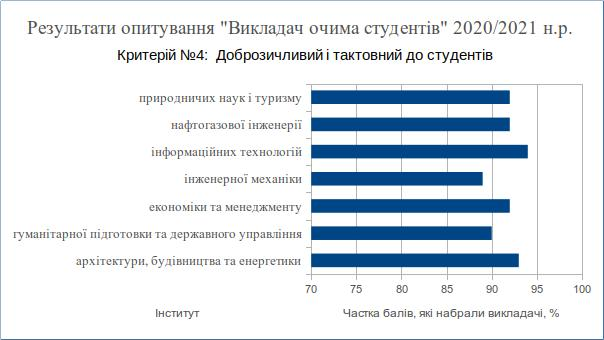 Результати опитування "Викладач очима студентів" 2020/2021 н.р.
Критерій №4:  Доброзичливий і тактовний до студентів
природничих наук і туризму
нафтогазової інженерії
інформаційних технологій
інженерної механіки
економіки та менеджменту
гуманітарної підготовки та державного управління
архітектури, будівництва та енергетики
70 75 80 85 90 95 100
Інститут
Частка балів, які набрали викладачі, %